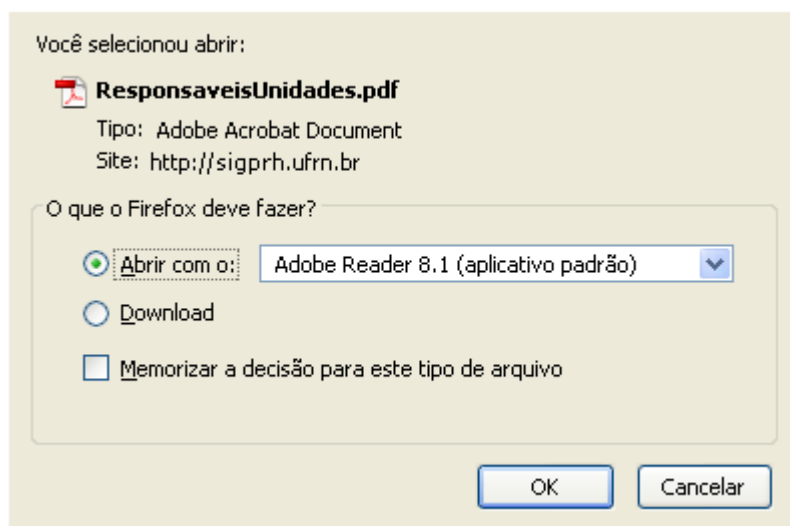 Você selecionou abrir:
ResponsaveisUnidades.pdf
Tipo: Adobe Acrobat Document
Site: http://sigprh.ufrn.br
O que o Firefox deve fazer?
Abrir com o: Adobe Reader 8.1 (aplicativo padrão)
Download
Memorizar a decisão para este tipo de arquivo
OK Cancelar